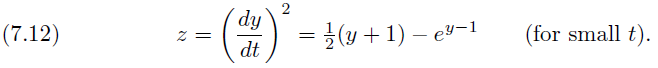 (7.12) z = (dy/dt)² = ½(y + 1) − e^{y−1} (for small t).